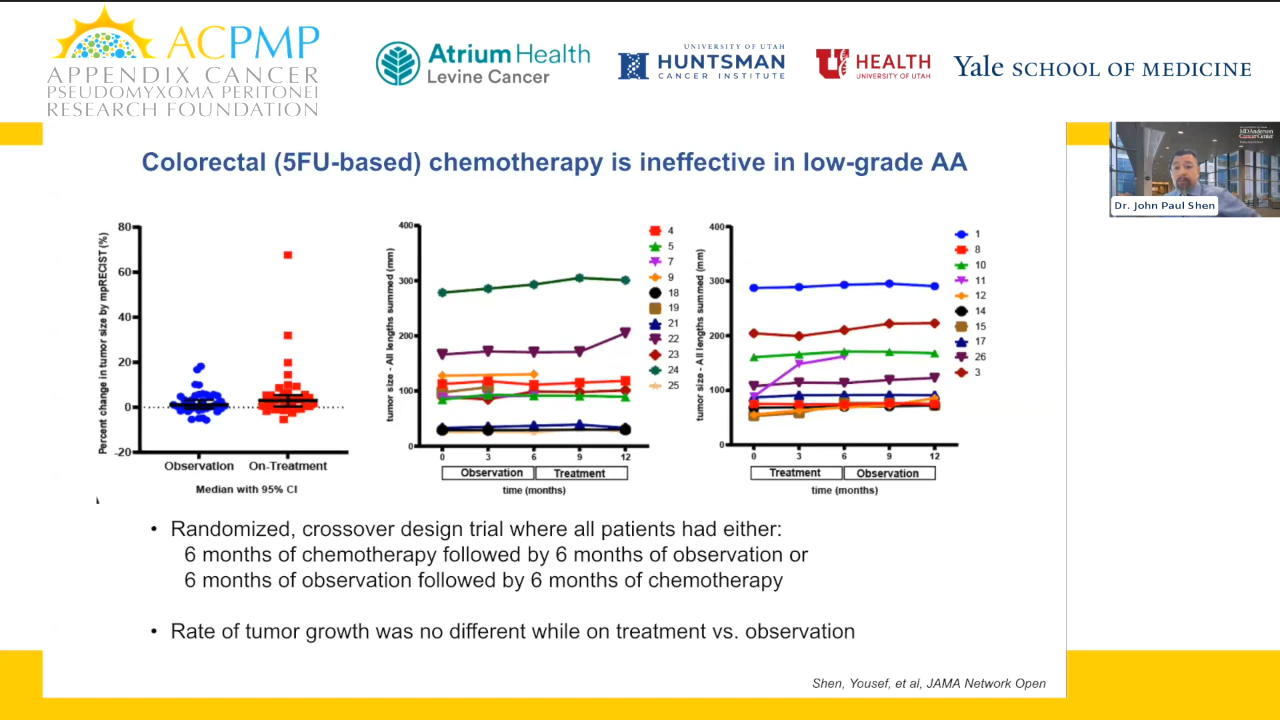 ACPMP
APPENDIX CANCER
PSEUDOMYXOMA PERITONEI
RESEARCH FOUNDATION
Atrium Health
Levine Cancer
UNIVERSITY OF UTAH
HUNTSMAN
CANCER INSTITUTE
U HEALTH
UNIVERSITY OF UTAH
Yale SCHOOL OF MEDICINE
MDAnderson
Cancer Center
Dr. John Paul Shen
Colorectal (5FU-based) chemotherapy is ineffective in low-grade AA
Percent change in tumor size by mpRECIST (%)
80
60
40
20
0
-20
Observation
On-Treatment
Median with 95% CI
tumor size - All lengths summed (mm)
400
300
200
100
0
0 3 6 9 12
Observation
Treatment
time (months)
4
5
7
9
18
19
21
22
23
24
25
tumor size - All lengths summed (mm)
400
300
200
100
0
0 3 6 9 12
Treatment
Observation
time (months)
1
8
10
11
12
14
15
17
26
3
• Randomized, crossover design trial where all patients had either:
6 months of chemotherapy followed by 6 months of observation or
6 months of observation followed by 6 months of chemotherapy
• Rate of tumor growth was no different while on treatment vs. observation
Shen, Yousef, et al, JAMA Network Open